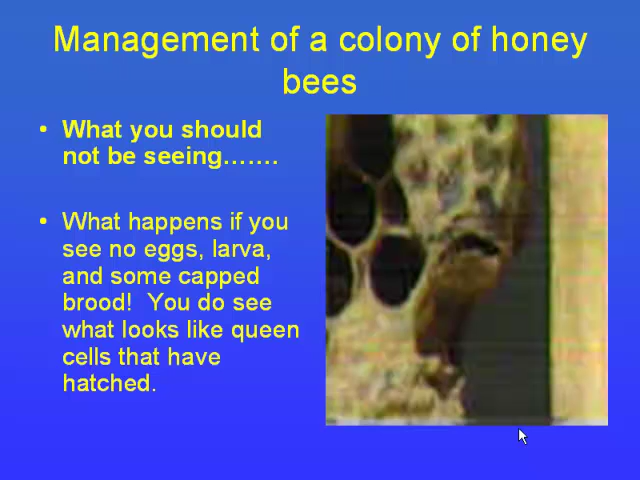 Management of a colony of honey
bees
• What you should
not be seeing…….
• What happens if you
see no eggs, larva,
and some capped
brood!  You do see
what looks like queen
cells that have
hatched.